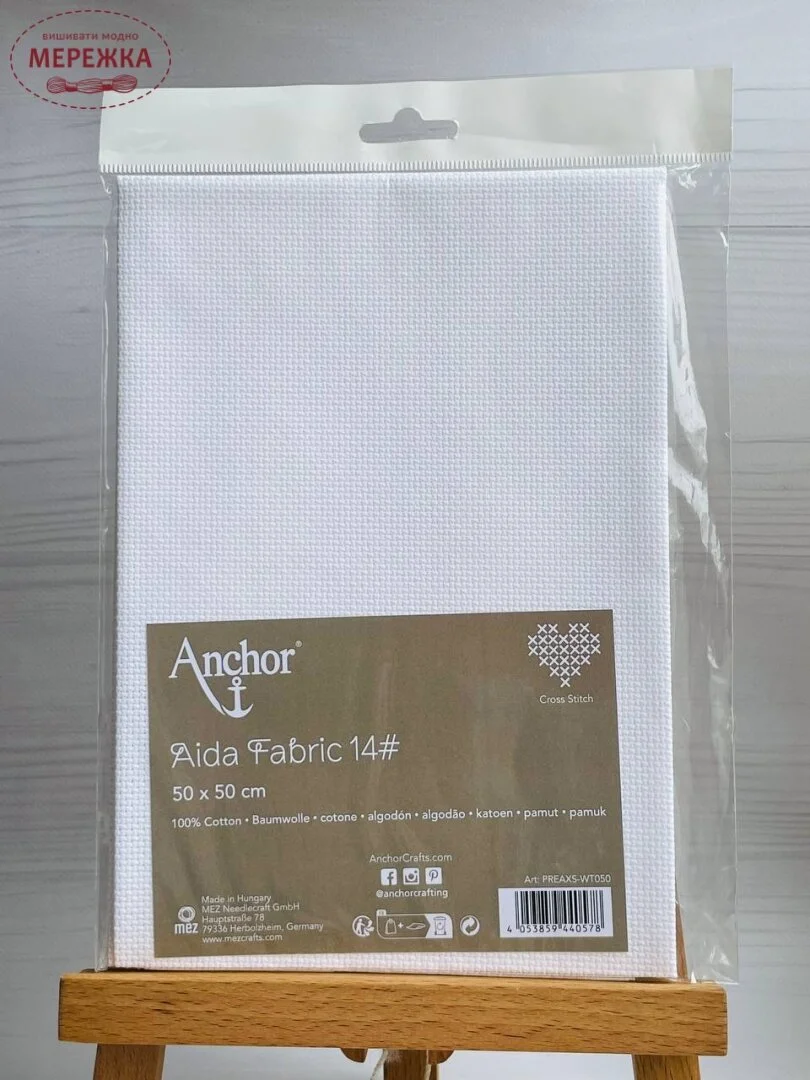 вишивати модно
МЕРЕЖКА
Anchor®
Cross Stitch
Aida Fabric 14#
50 x 50 cm
100% Cotton • Baumwolle • cotone • algodón • algodão • katoen • pamut • pamuk
AnchorCrafts.com
@anchorcrafting
Art: PREAXS-WT050
Made in Hungary
MEZ Needlecraft GmbH
Hauptstraße 78
79336 Herbolzheim, Germany
www.mezcrafts.com
mez
4 053859 440578